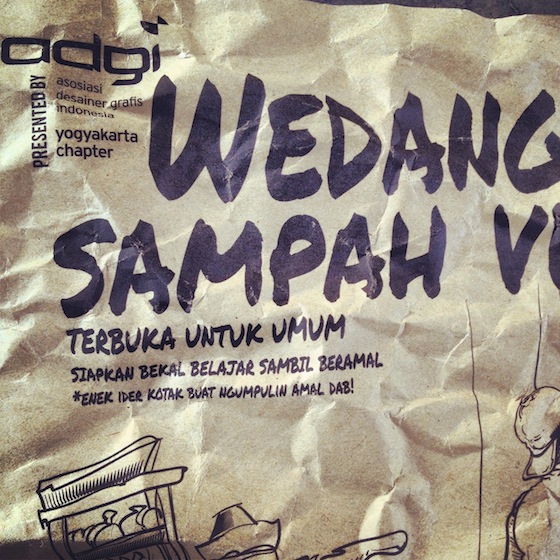 adgi
asosiasi
desainer grafis
indonesia
yogyakarta
chapter
PRESENTED BY
WEDANG
SAMPAH
TERBUKA UNTUK UMUM
SIAPKAN BEKAL BELAJAR SAMBIL BERAMAL
*ENEK IDER KOTAK BUAT NGUMPULIN AMAL DAB!